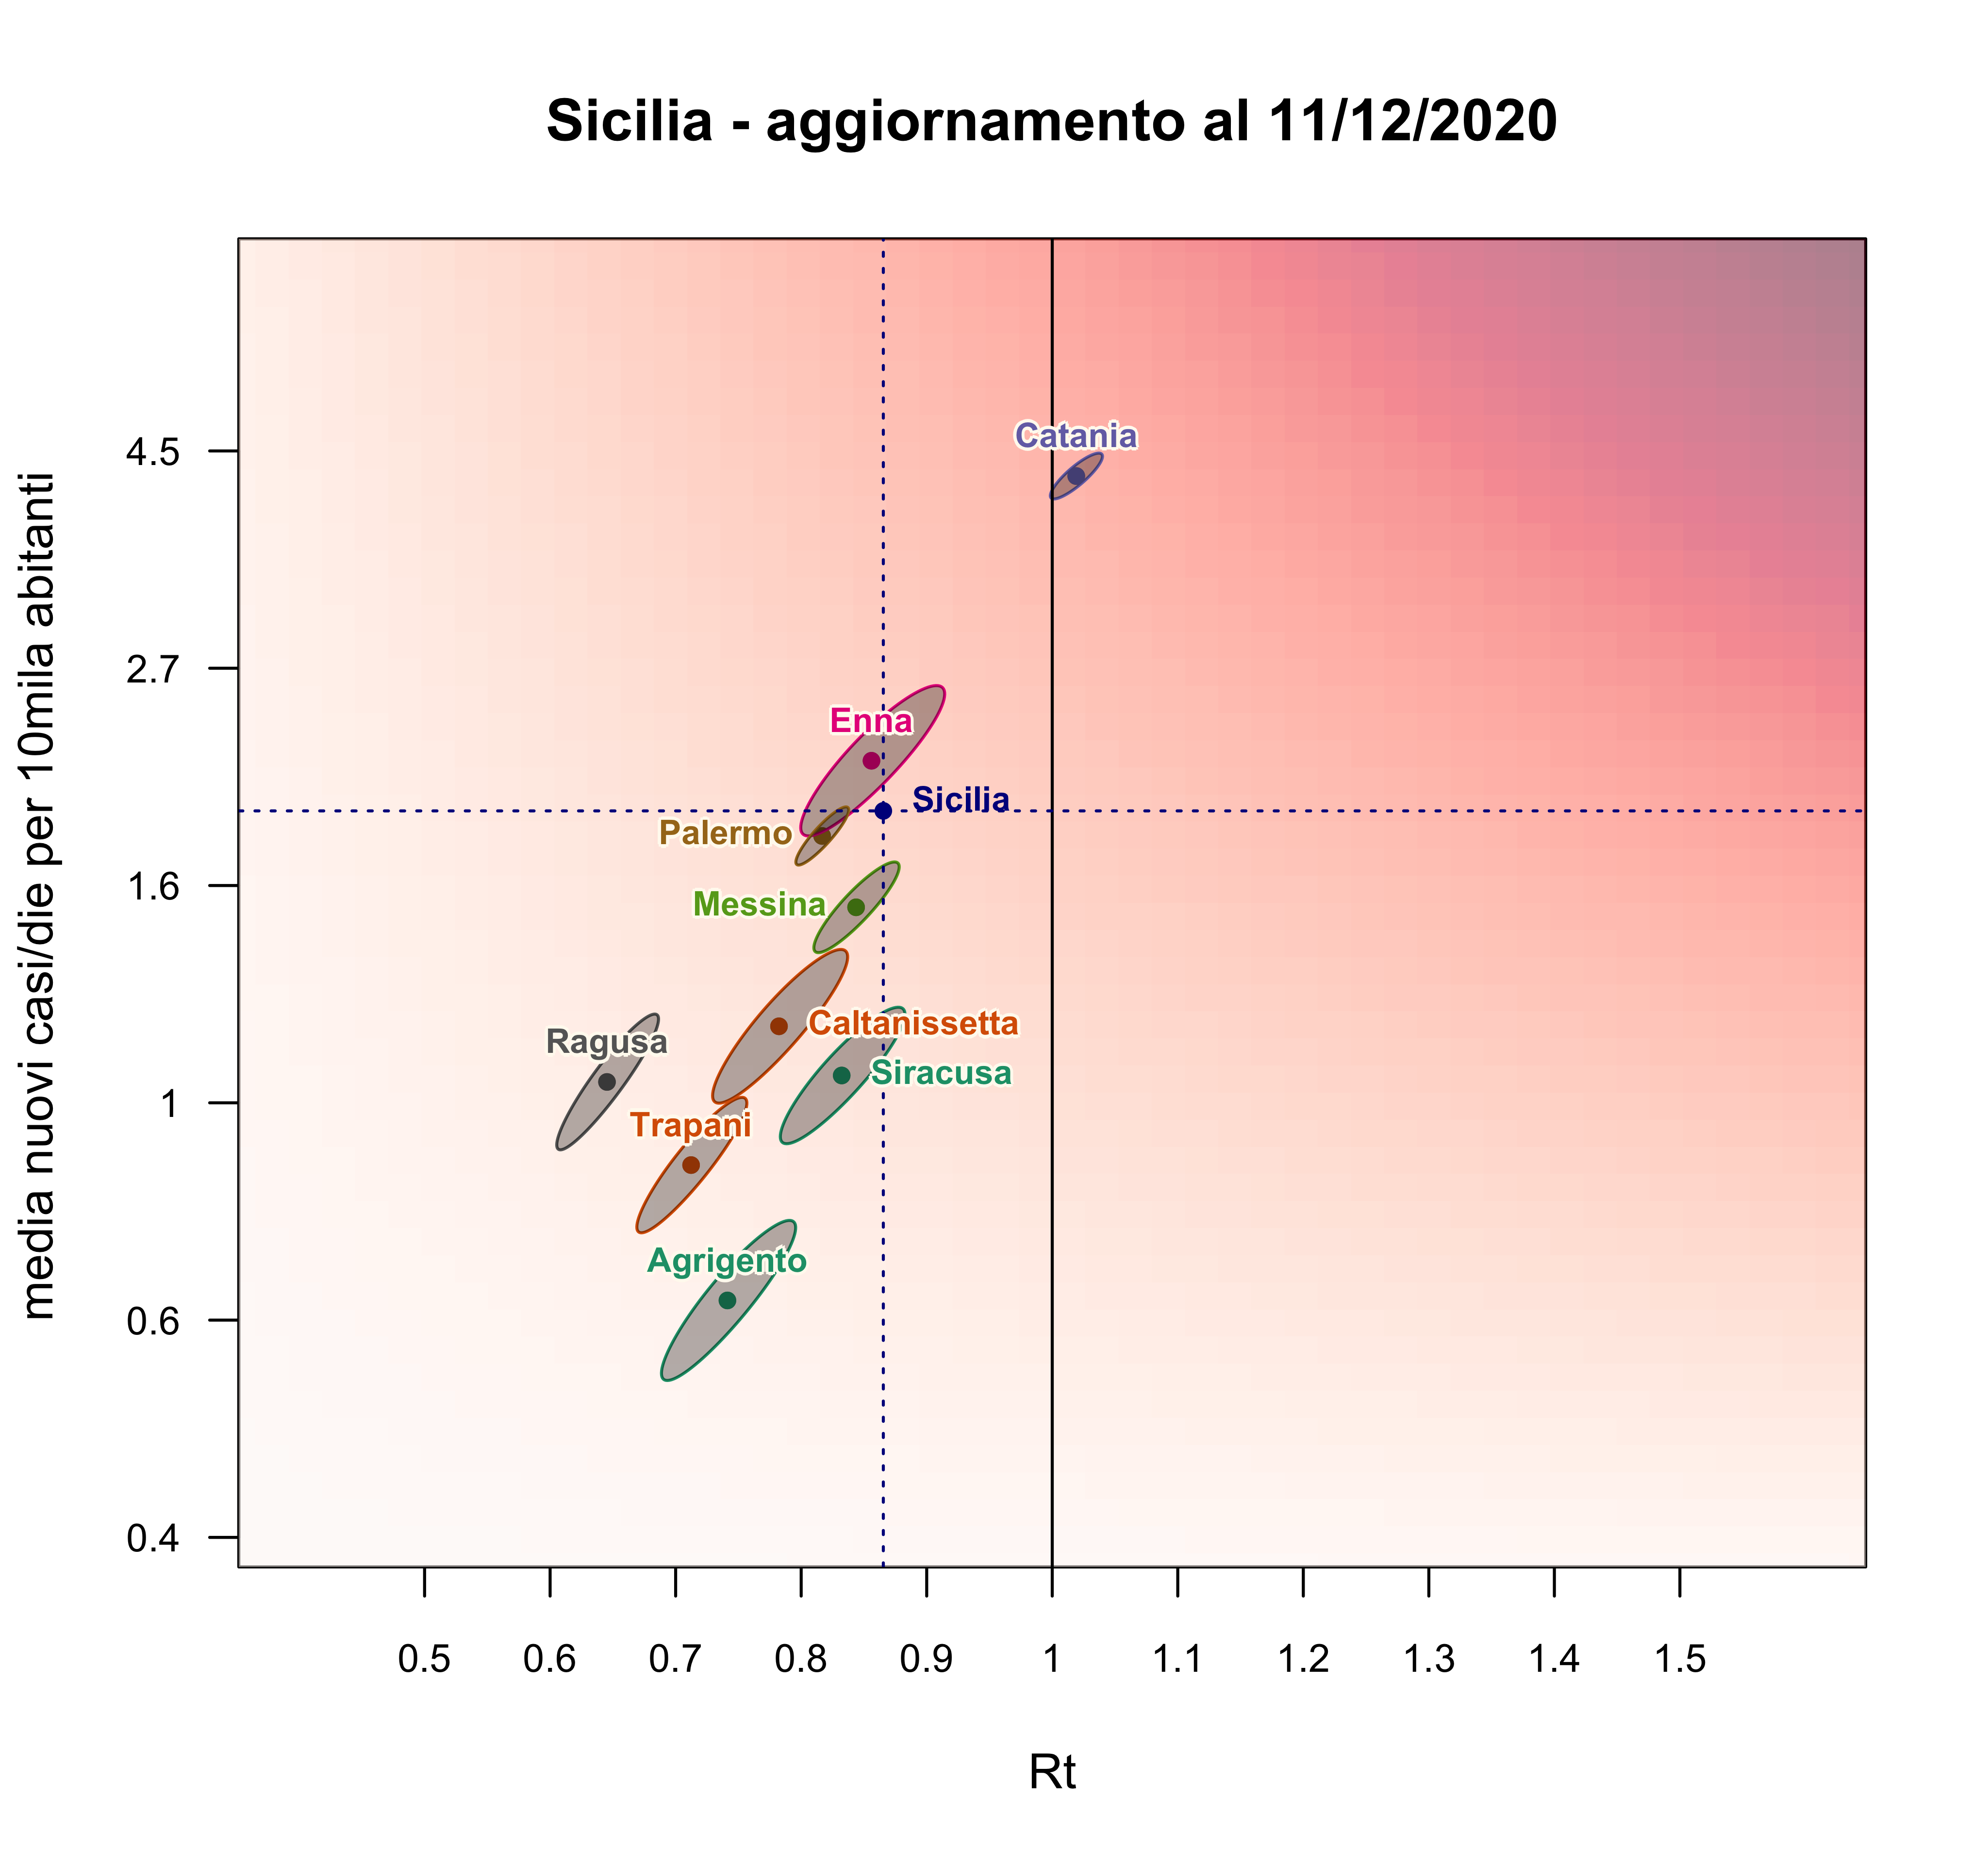 Sicilia - aggiornamento al 11/12/2020
media nuovi casi/die per 10mila abitanti
4.5
2.7
1.6
1
0.6
0.4
Catania
Enna
Sicilia
Palermo
Messina
Caltanissetta
Ragusa
Siracusa
Trapani
Agrigento
0.5 0.6 0.7 0.8 0.9 1 1.1 1.2 1.3 1.4 1.5
Rt